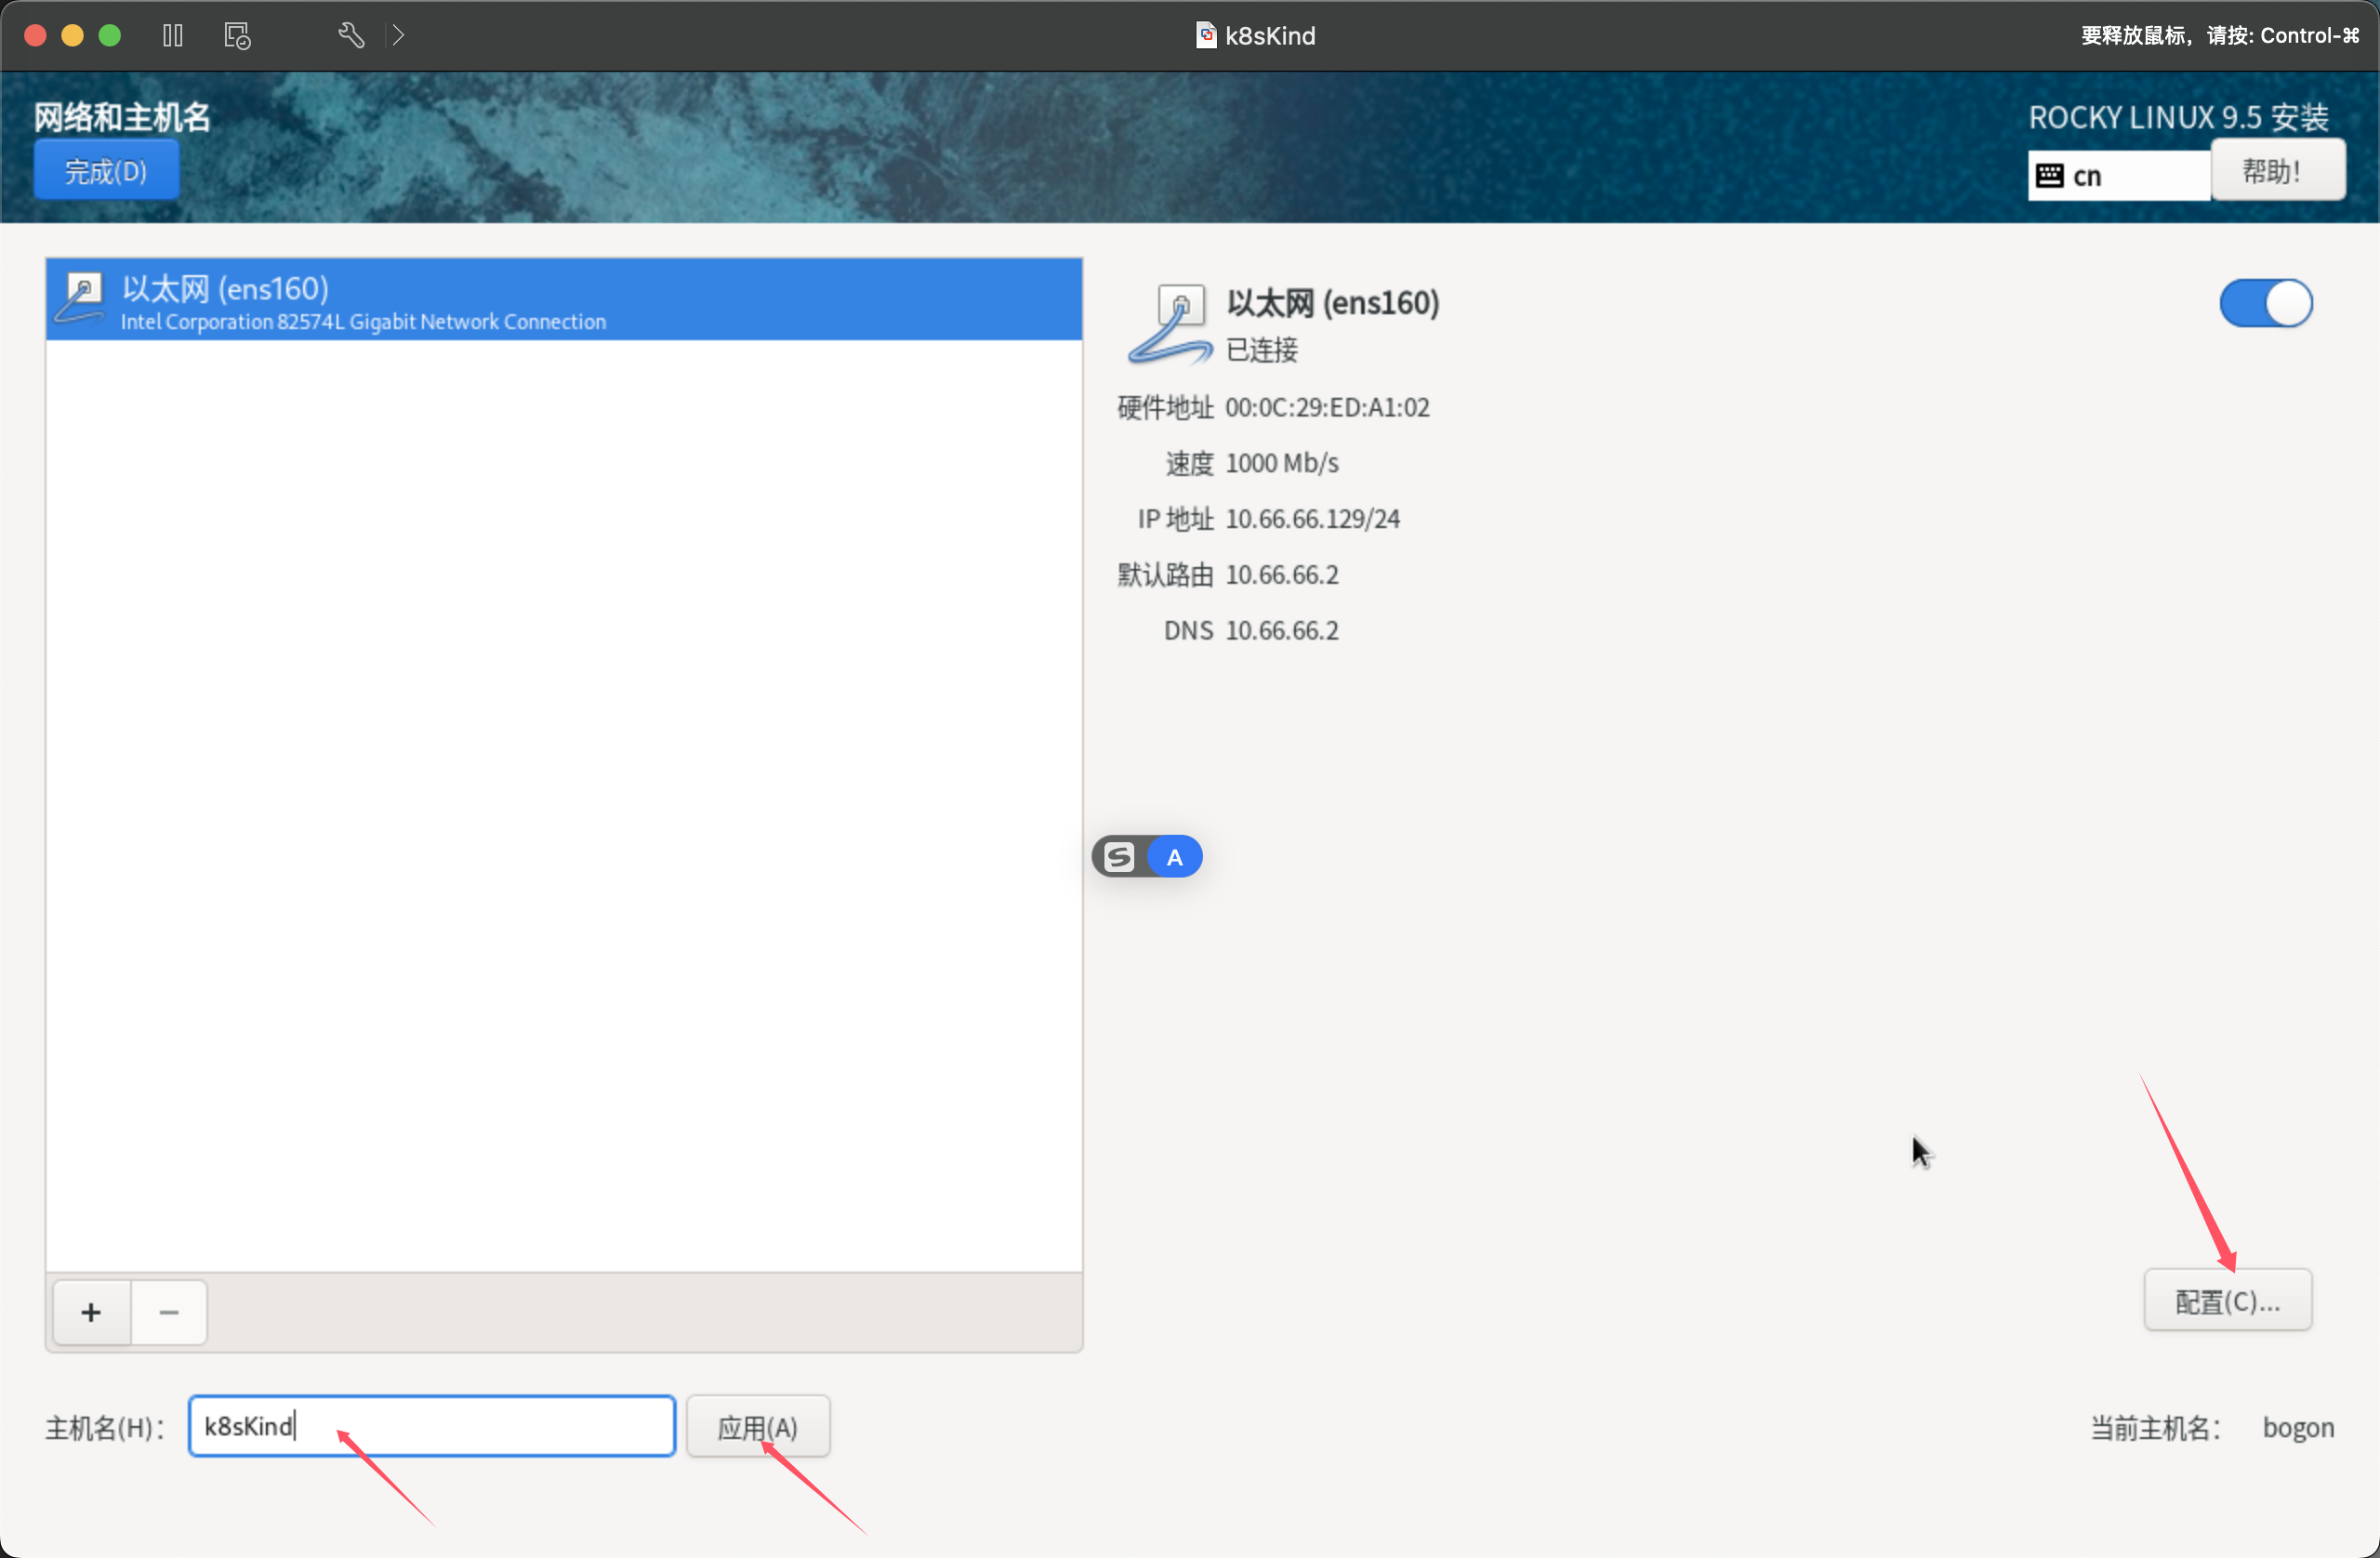 k8sKind
要释放鼠标，请按: Control-⌘
网络和主机名
ROCKY LINUX 9.5 安装
完成(D)
cn
帮助！
以太网 (ens160)
Intel Corporation 82574L Gigabit Network Connection
以太网 (ens160)
已连接
硬件地址 00:0C:29:ED:A1:02
速度 1000 Mb/s
IP 地址 10.66.66.129/24
默认路由 10.66.66.2
DNS 10.66.66.2
A
+ −
配置(C)...
主机名(H)： k8sKind 应用(A)
当前主机名： bogon